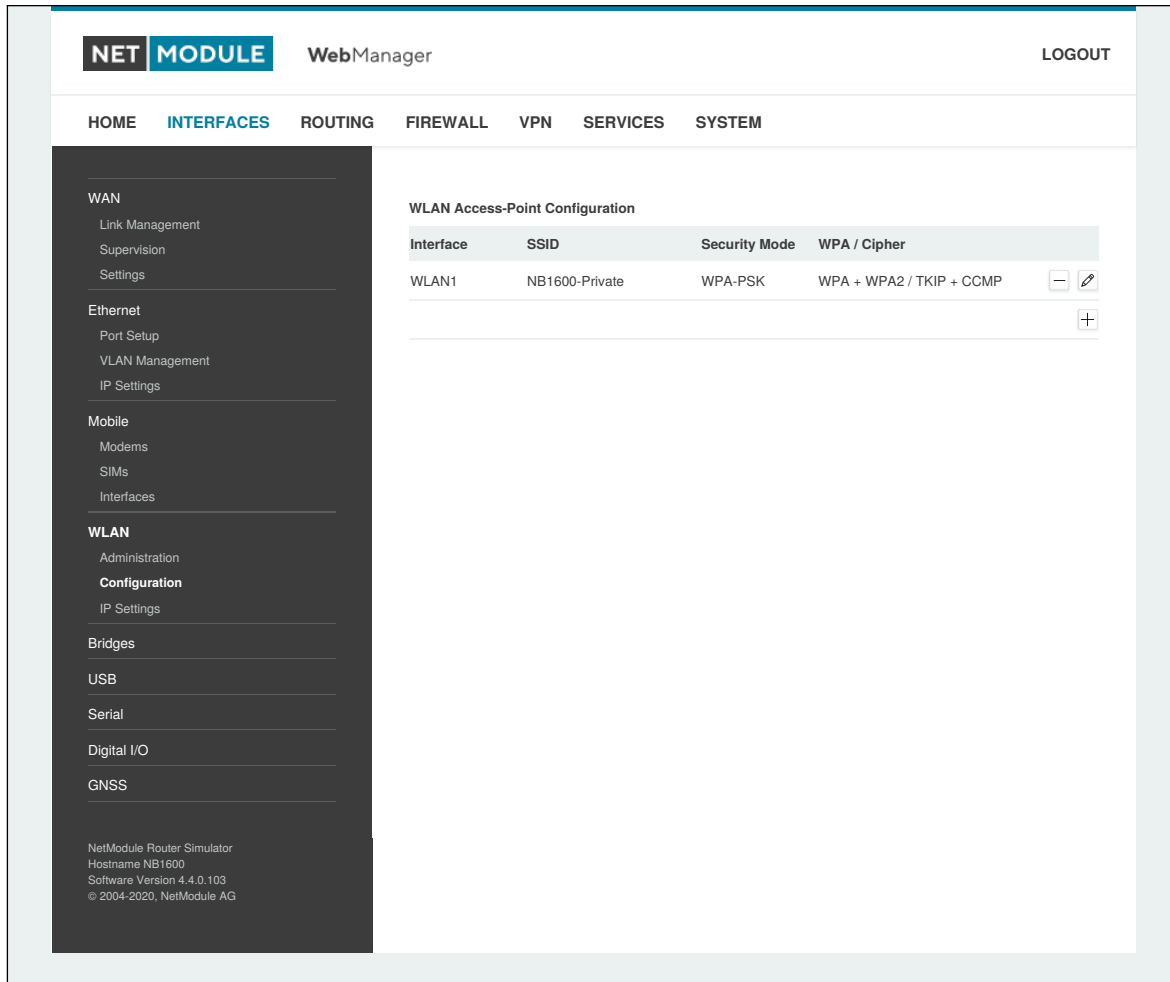 NET MODULE WebManager LOGOUT
HOME INTERFACES ROUTING FIREWALL VPN SERVICES SYSTEM
WAN
Link Management
Supervision
Settings
Ethernet
Port Setup
VLAN Management
IP Settings
Mobile
Modems
SIMs
Interfaces
WLAN
Administration
Configuration
IP Settings
Bridges
USB
Serial
Digital I/O
GNSS
NetModule Router Simulator
Hostname NB1600
Software Version 4.4.0.103
© 2004-2020, NetModule AG
WLAN Access-Point Configuration
Interface SSID Security Mode WPA / Cipher
WLAN1 NB1600-Private WPA-PSK WPA + WPA2 / TKIP + CCMP